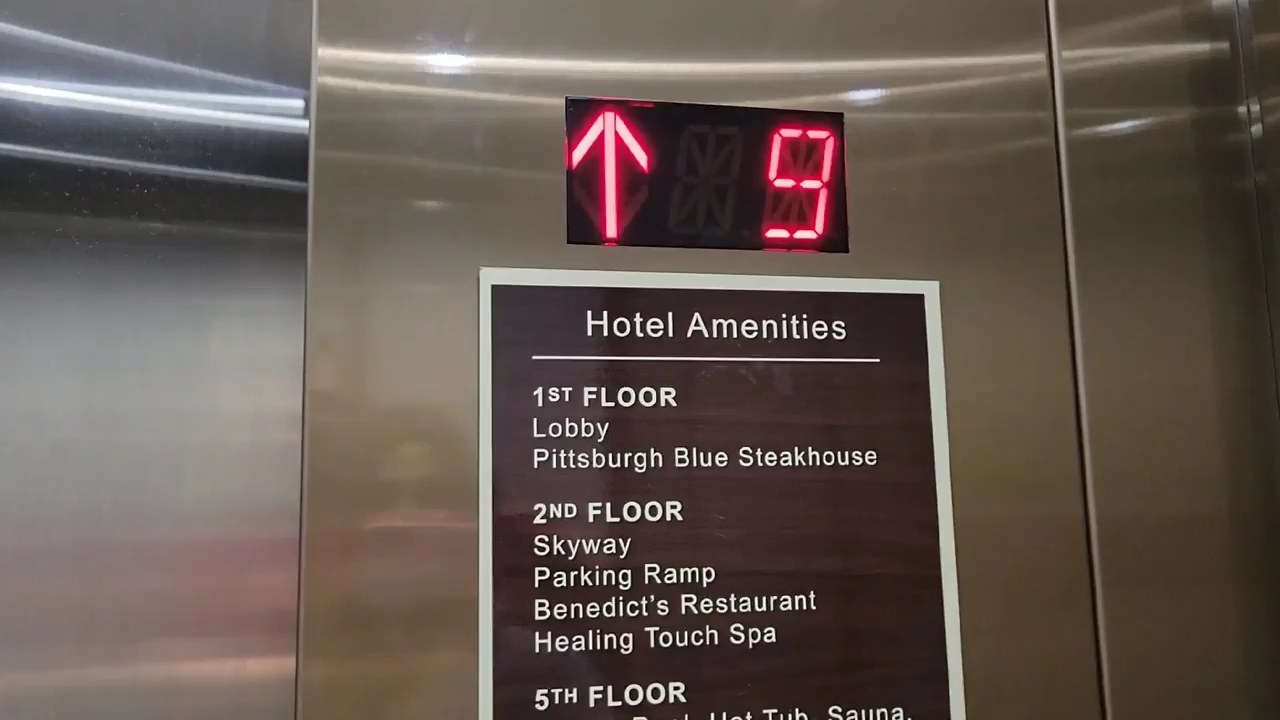 9
Hotel Amenities
1ST FLOOR
Lobby
Pittsburgh Blue Steakhouse
2ND FLOOR
Skyway
Parking Ramp
Benedict's Restaurant
Healing Touch Spa
5TH FLOOR
Hot Tub, Sauna,